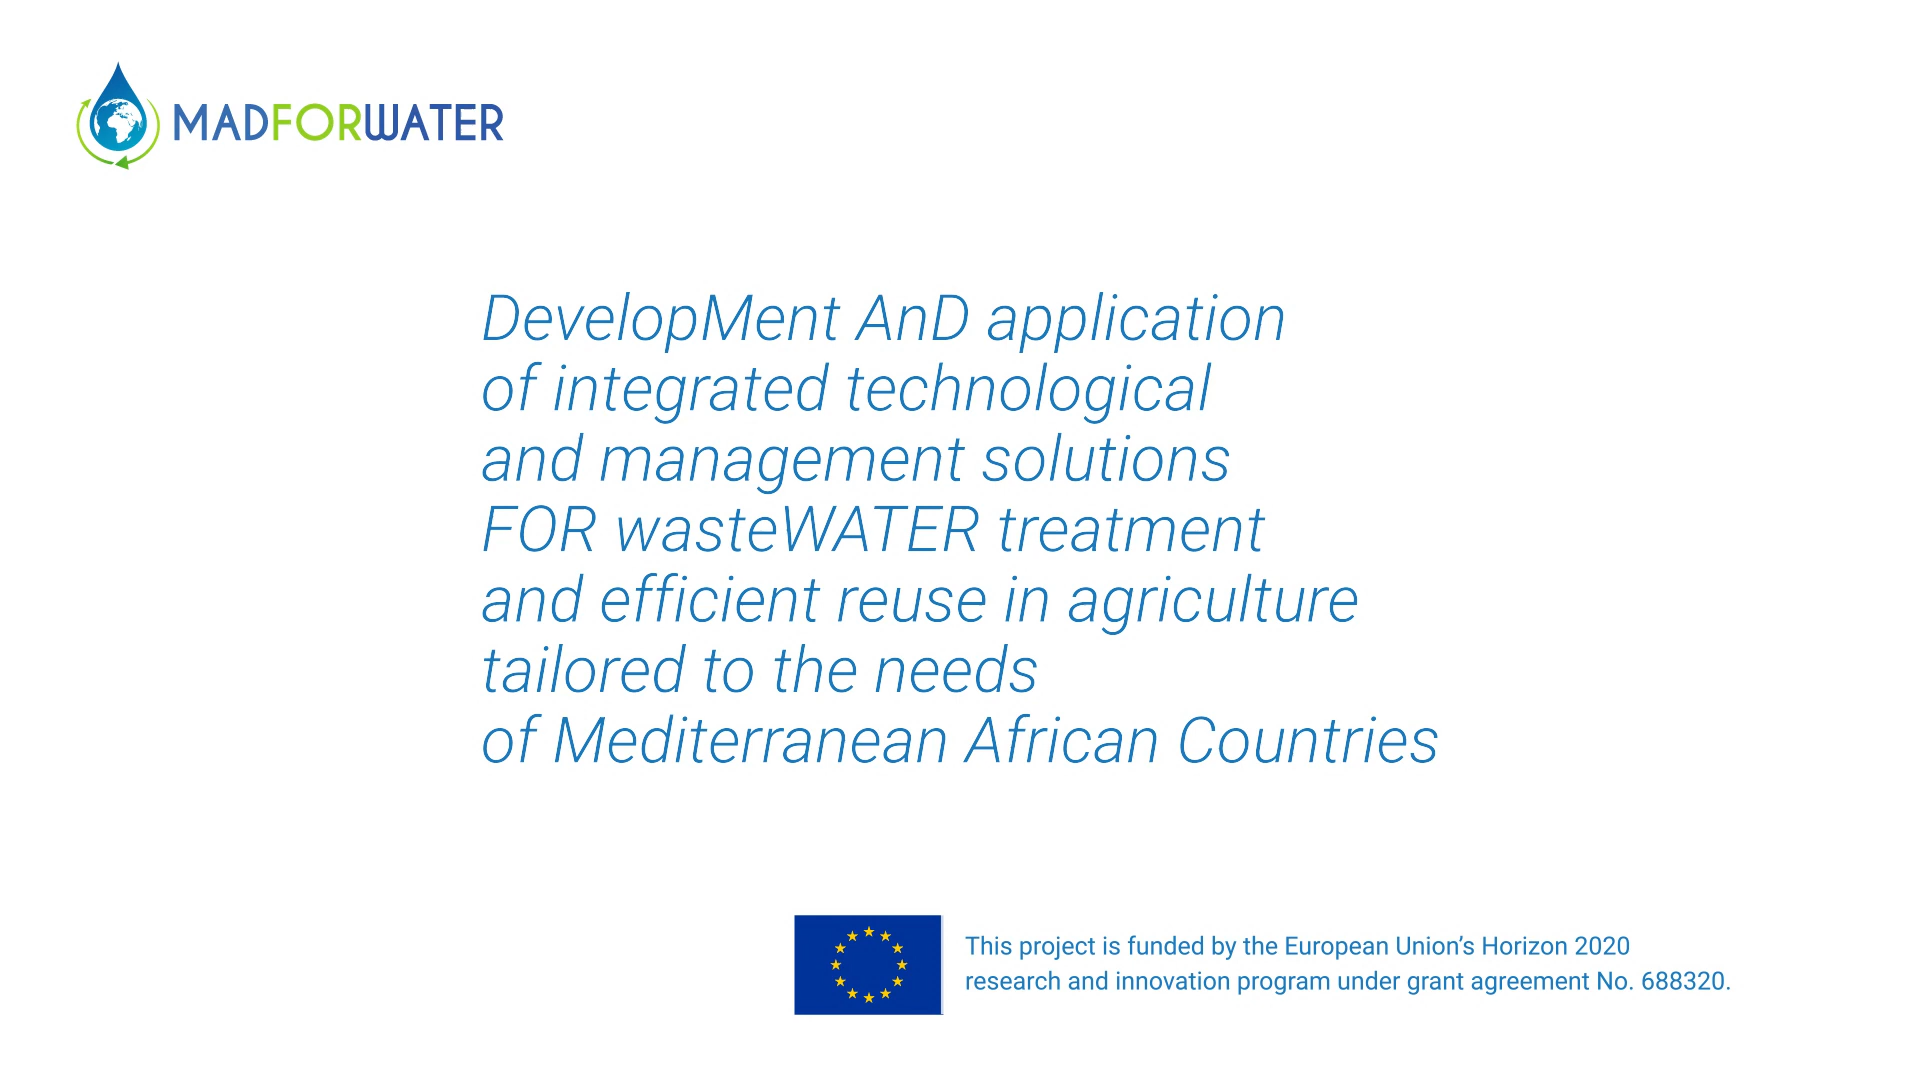 MADFORWATER
DevelopMent AnD application
of integrated technological
and management solutions
FOR wasteWATER treatment
and efficient reuse in agriculture
tailored to the needs
of Mediterranean African Countries
This project is funded by the European Union’s Horizon 2020
research and innovation program under grant agreement No. 688320.